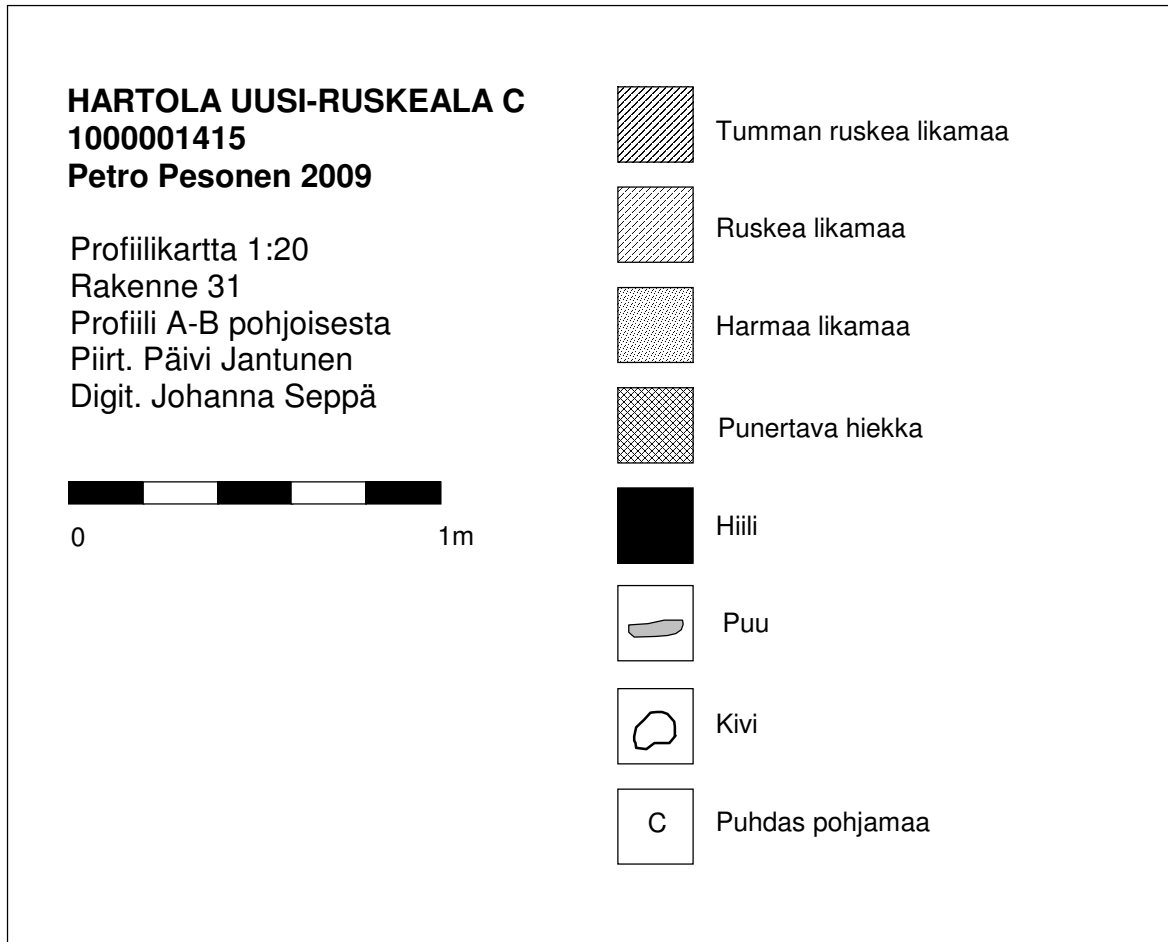 HARTOLA UUSI-RUSKEALA C
1000001415
Petro Pesonen 2009
Profiilikartta 1:20
Rakenne 31
Profiili A-B pohjoisesta
Piirt. Päivi Jantunen
Digit. Johanna Seppä
0 1m
Tumman ruskea likamaa
Ruskea likamaa
Harmaa likamaa
Punertava hiekka
Hiili
Puu
Kivi
C Puhdas pohjamaa